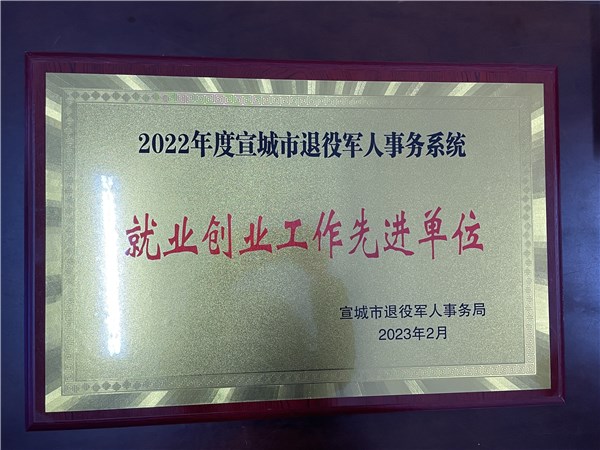 2022年度宣城市退役军人事务系统
就业创业工作先进单位
宣城市退役军人事务局
2023年2月